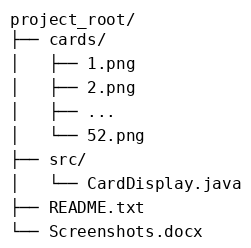 project_root/
├── cards/
│   ├── 1.png
│   ├── 2.png
│   ├── ...
│   └── 52.png
├── src/
│   └── CardDisplay.java
├── README.txt
└── Screenshots.docx